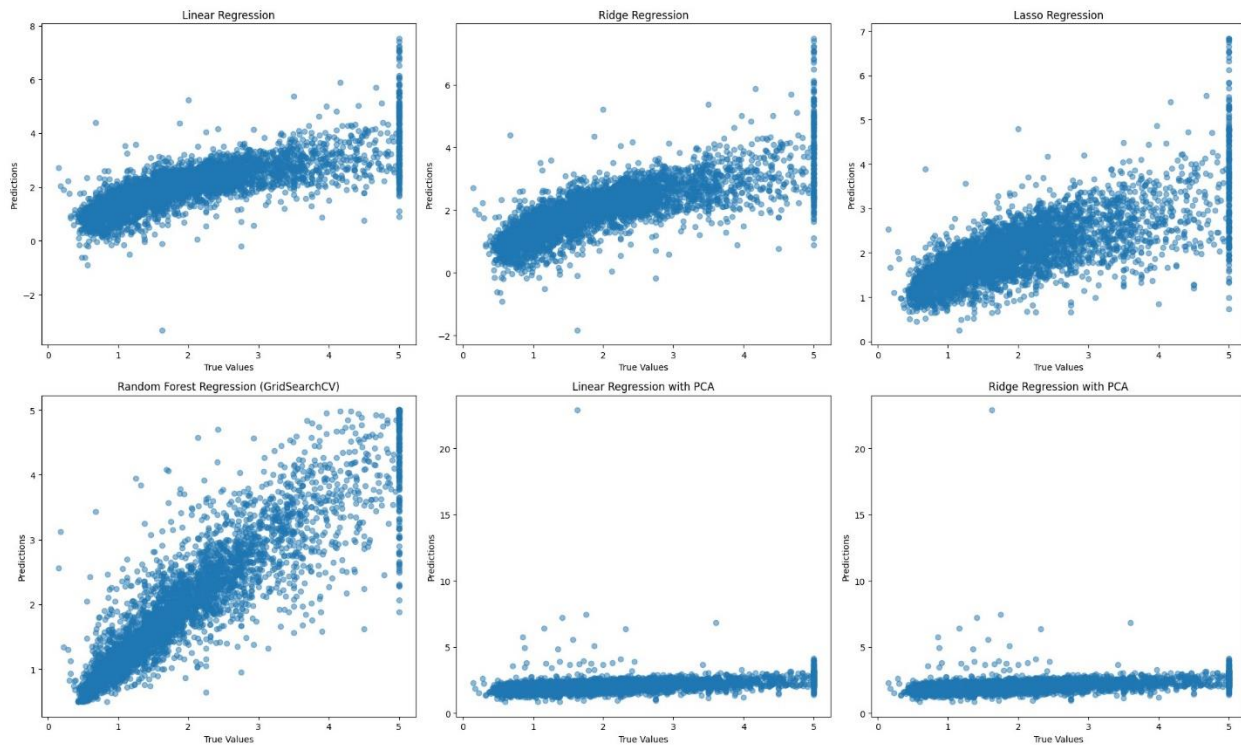 Linear Regression
Ridge Regression
Lasso Regression
8
6
4
2
0
−2
Predictions
0 1 2 3 4 5
True Values
6
4
2
0
−2
Predictions
0 1 2 3 4 5
True Values
7
6
5
4
3
2
1
0
Predictions
0 1 2 3 4 5
True Values
Random Forest Regression (GridSearchCV)
Linear Regression with PCA
Ridge Regression with PCA
5
4
3
2
1
Predictions
0 1 2 3 4 5
True Values
20
15
10
5
0
Predictions
0 1 2 3 4 5
True Values
20
15
10
5
0
Predictions
0 1 2 3 4 5
True Values